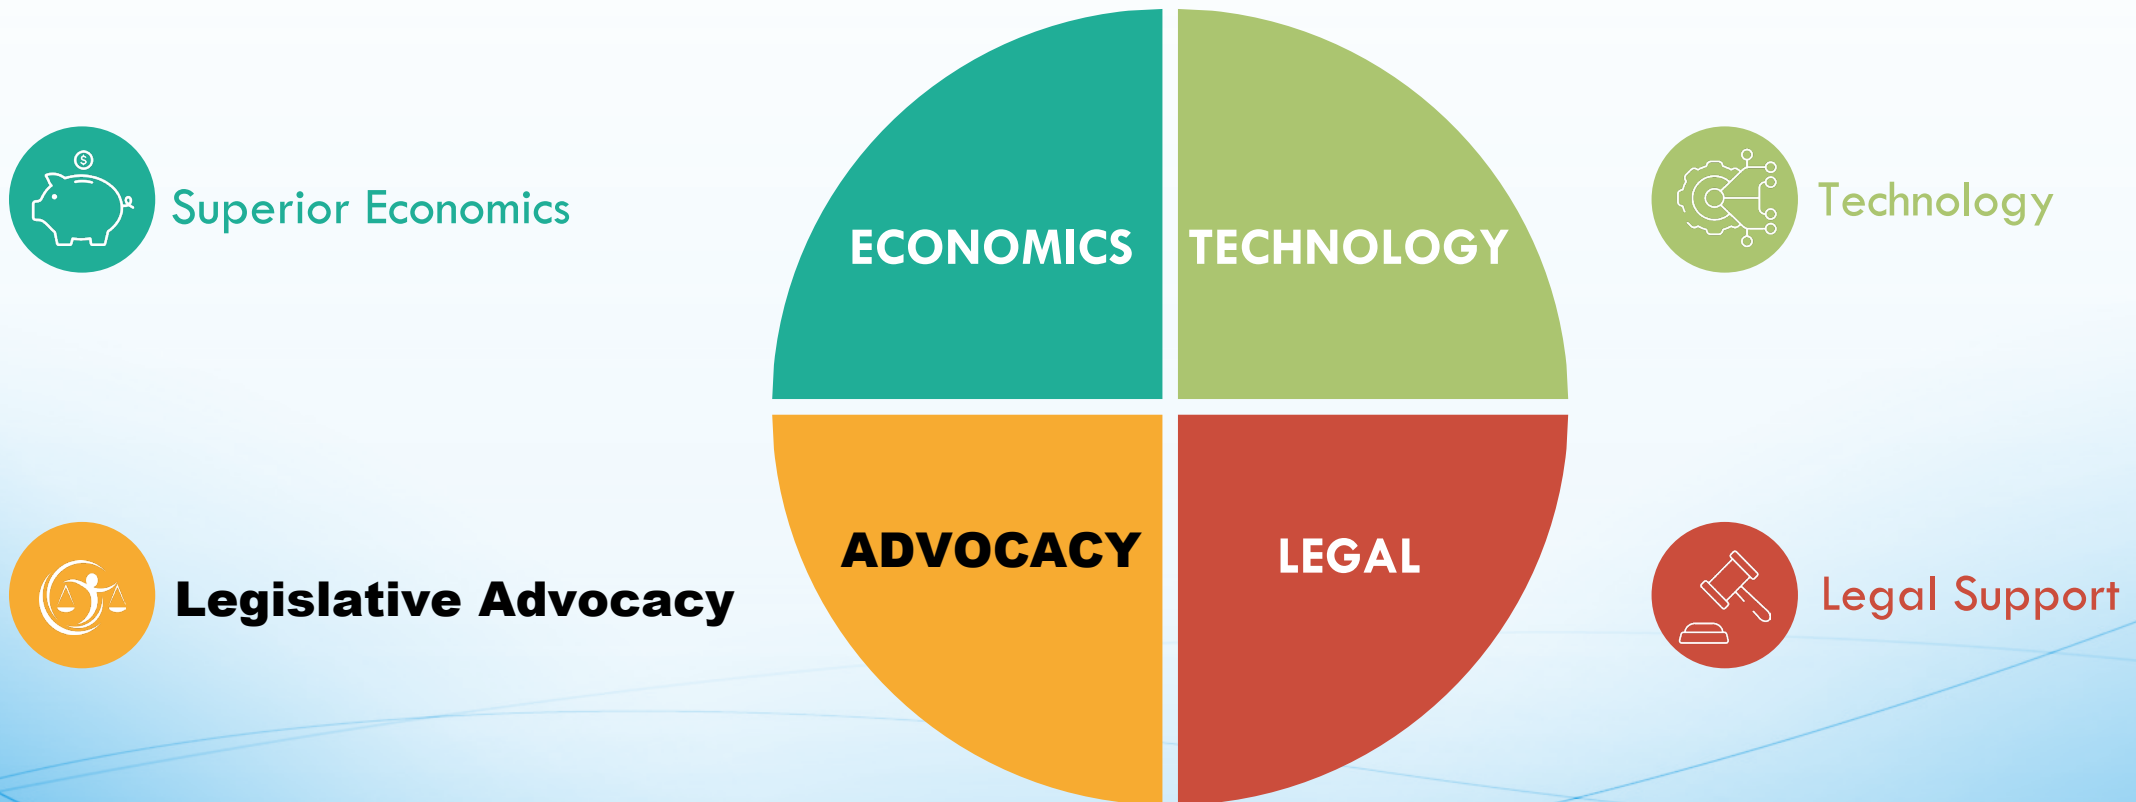 Superior Economics
ECONOMICS
TECHNOLOGY
Technology
Legislative Advocacy
ADVOCACY
LEGAL
Legal Support
$